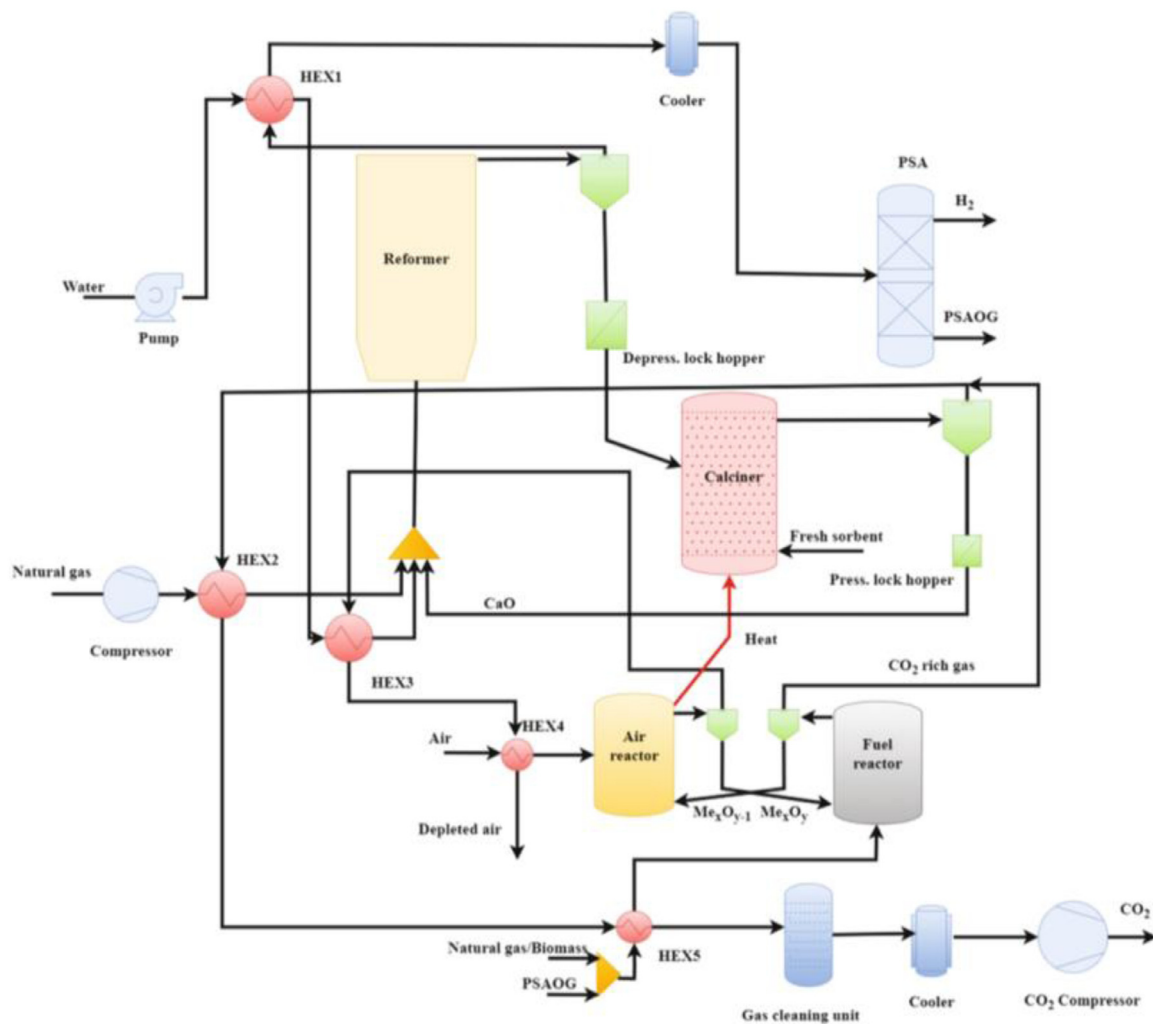 HEX1
Cooler
PSA
H2
Reformer
Water
Pump
PSAOG
Depress. lock hopper
Calciner
Fresh sorbent
HEX2
Natural gas
Press. lock hopper
CaO
Compressor
Heat
CO2 rich gas
HEX3
HEX4
Air
Air
reactor
Fuel
reactor
MexOy-1
MexOy
Depleted air
CO2
Natural gas/Biomass
HEX5
PSAOG
Gas cleaning unit
Cooler
CO2 Compressor